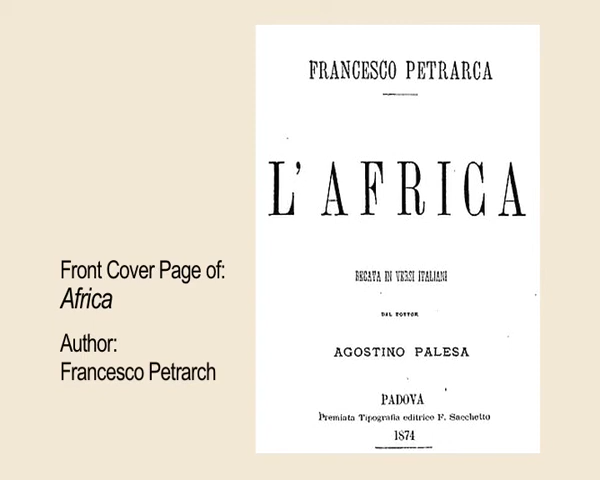 Front Cover Page of:
Africa
Author:
Francesco Petrarch
FRANCESCO PETRARCA
L' AFRICA
RECATA IN VERSI ITALIANI
DAL DOTTOR
AGOSTINO PALESA
PADOVA
Premiata Tipografia editrice F. Sacchetto
1874